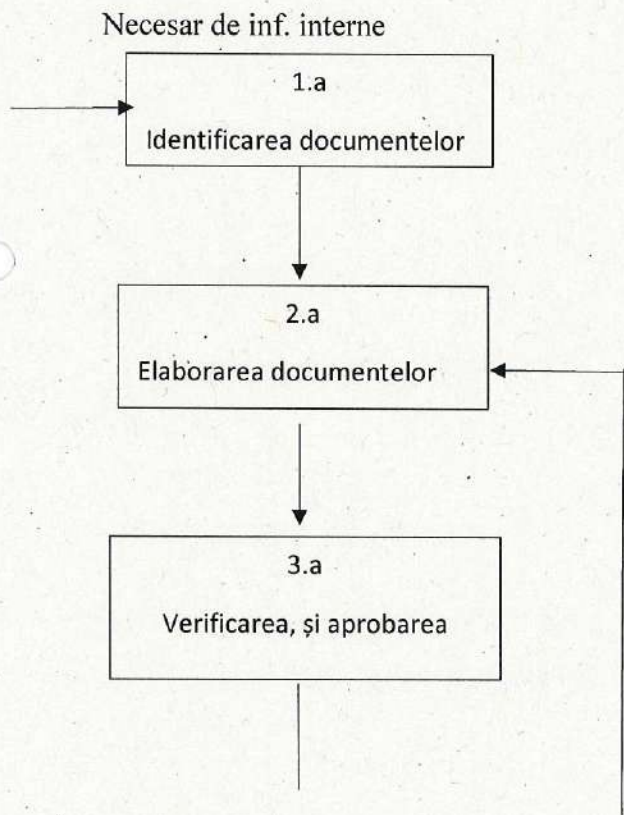 Necesar de inf. interne
1.a
Identificarea documentelor
2.a
Elaborarea documentelor
3.a
Verificarea, și aprobarea